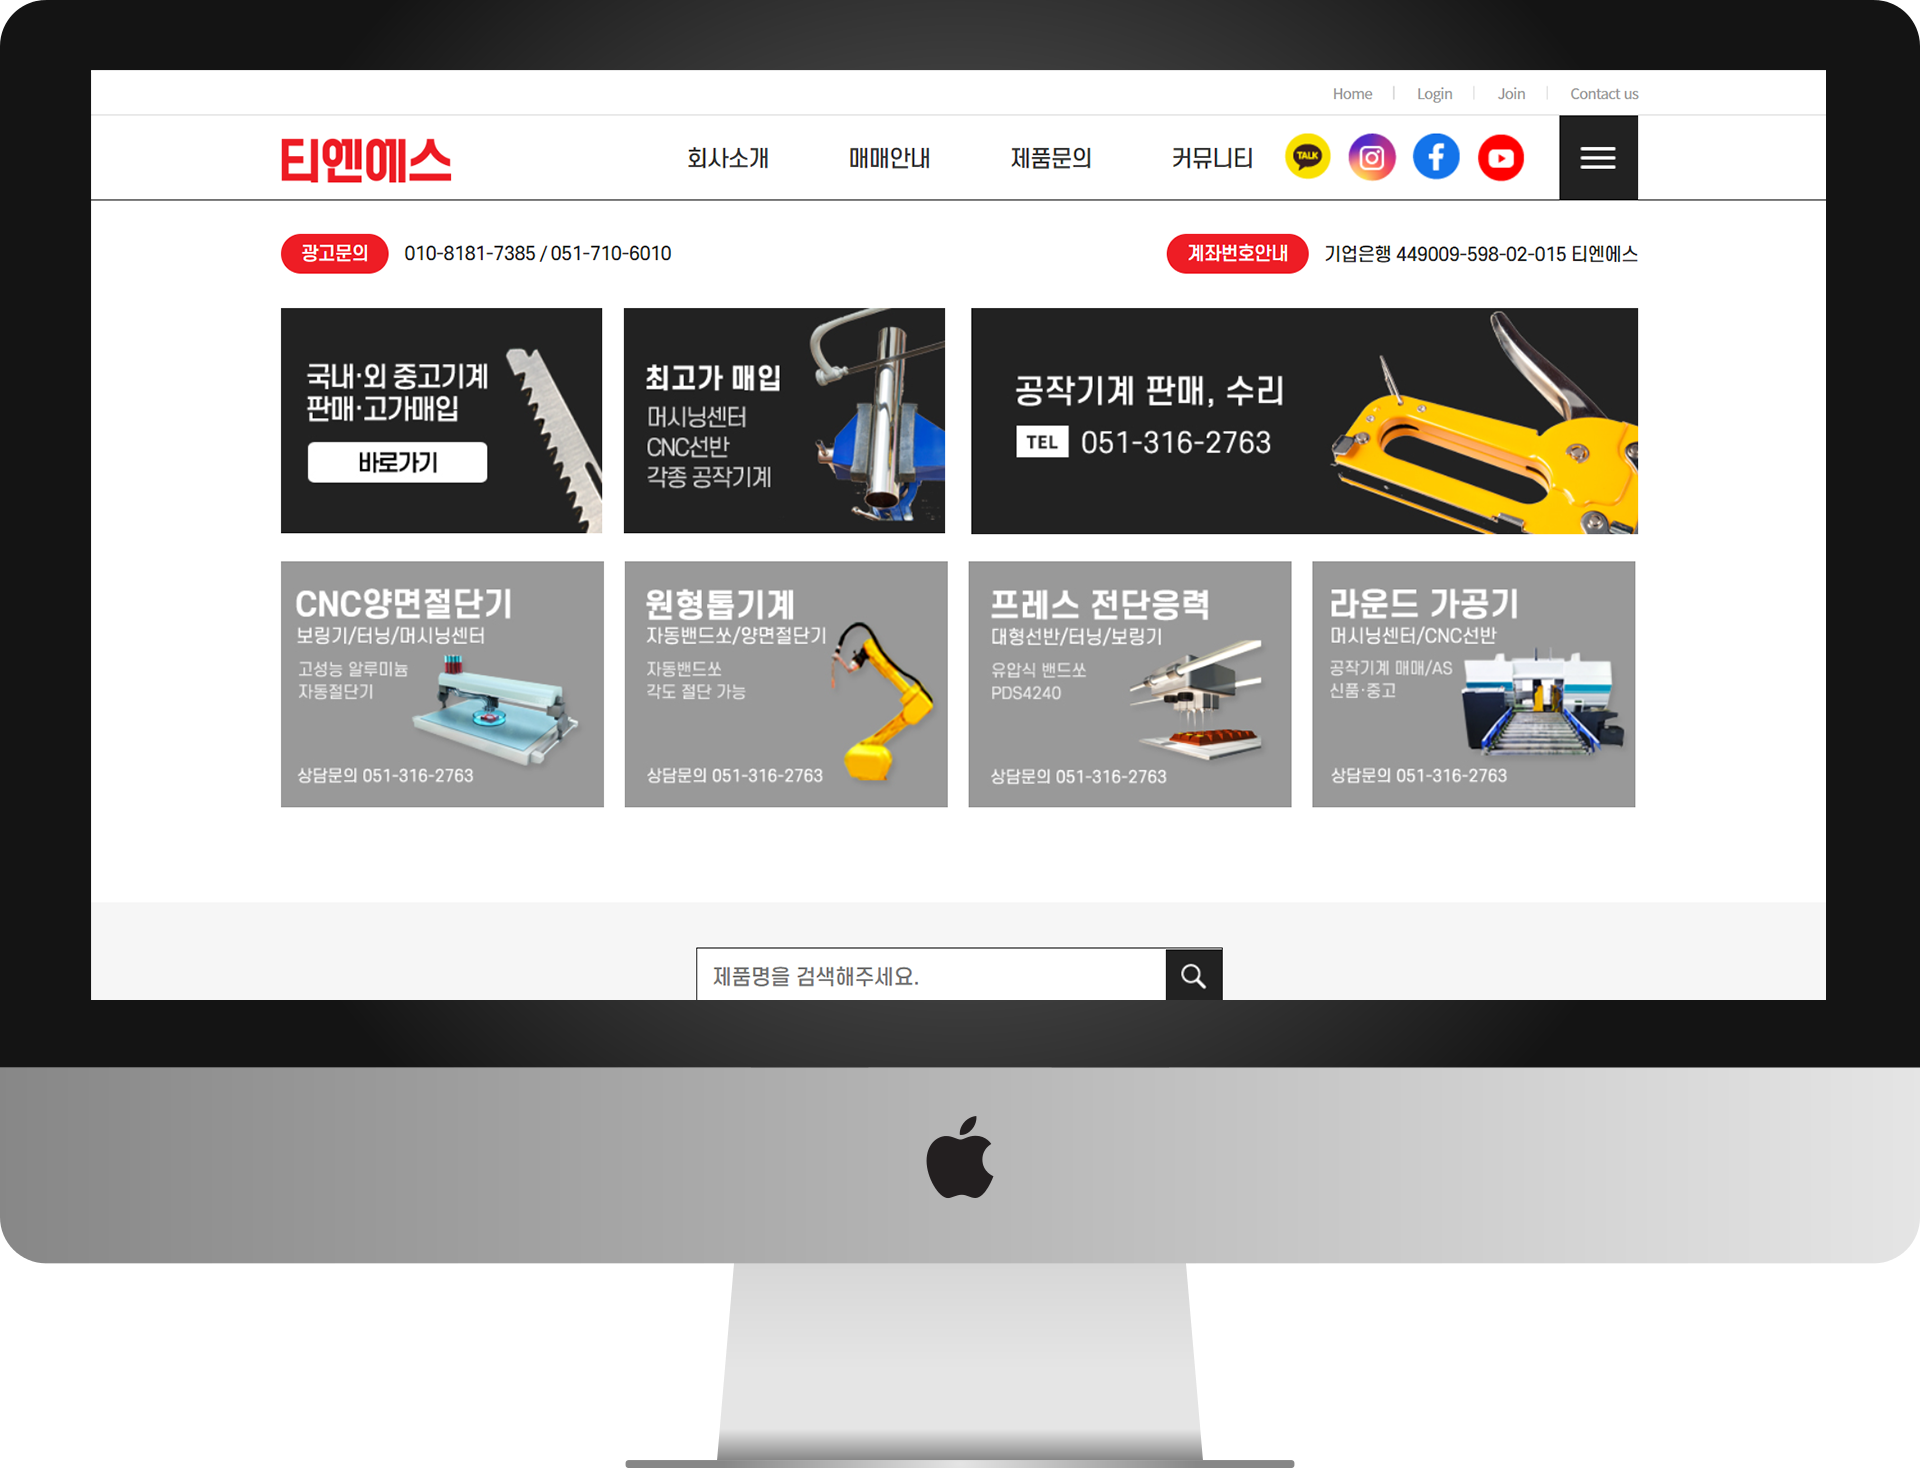 Home
Login
Join
Contact us
티엔에스
회사소개
매매안내
제품문의
커뮤니티
TALK
광고문의
010-8181-7385 / 051-710-6010
계좌번호안내
기업은행 449009-598-02-015 티엔에스
국내·외 중고기계
판매·고가매입
바로가기
최고가 매입
머시닝센터
CNC선반
각종 공작기계
공작기계 판매, 수리
TEL 051-316-2763
CNC양면절단기
보링기/터닝/머시닝센터
고성능 알루미늄
자동절단기
상담문의 051-316-2763
원형톱기계
자동밴드쏘/양면절단기
자동밴드쏘
각도 절단 가능
상담문의 051-316-2763
프레스 전단응력
대형선반/터닝/보링기
유압식 밴드쏘
PDS4240
상담문의 051-316-2763
라운드 가공기
머시닝센터/CNC선반
공작기계 매매/AS
신품·중고
상담문의 051-316-2763
제품명을 검색해주세요.